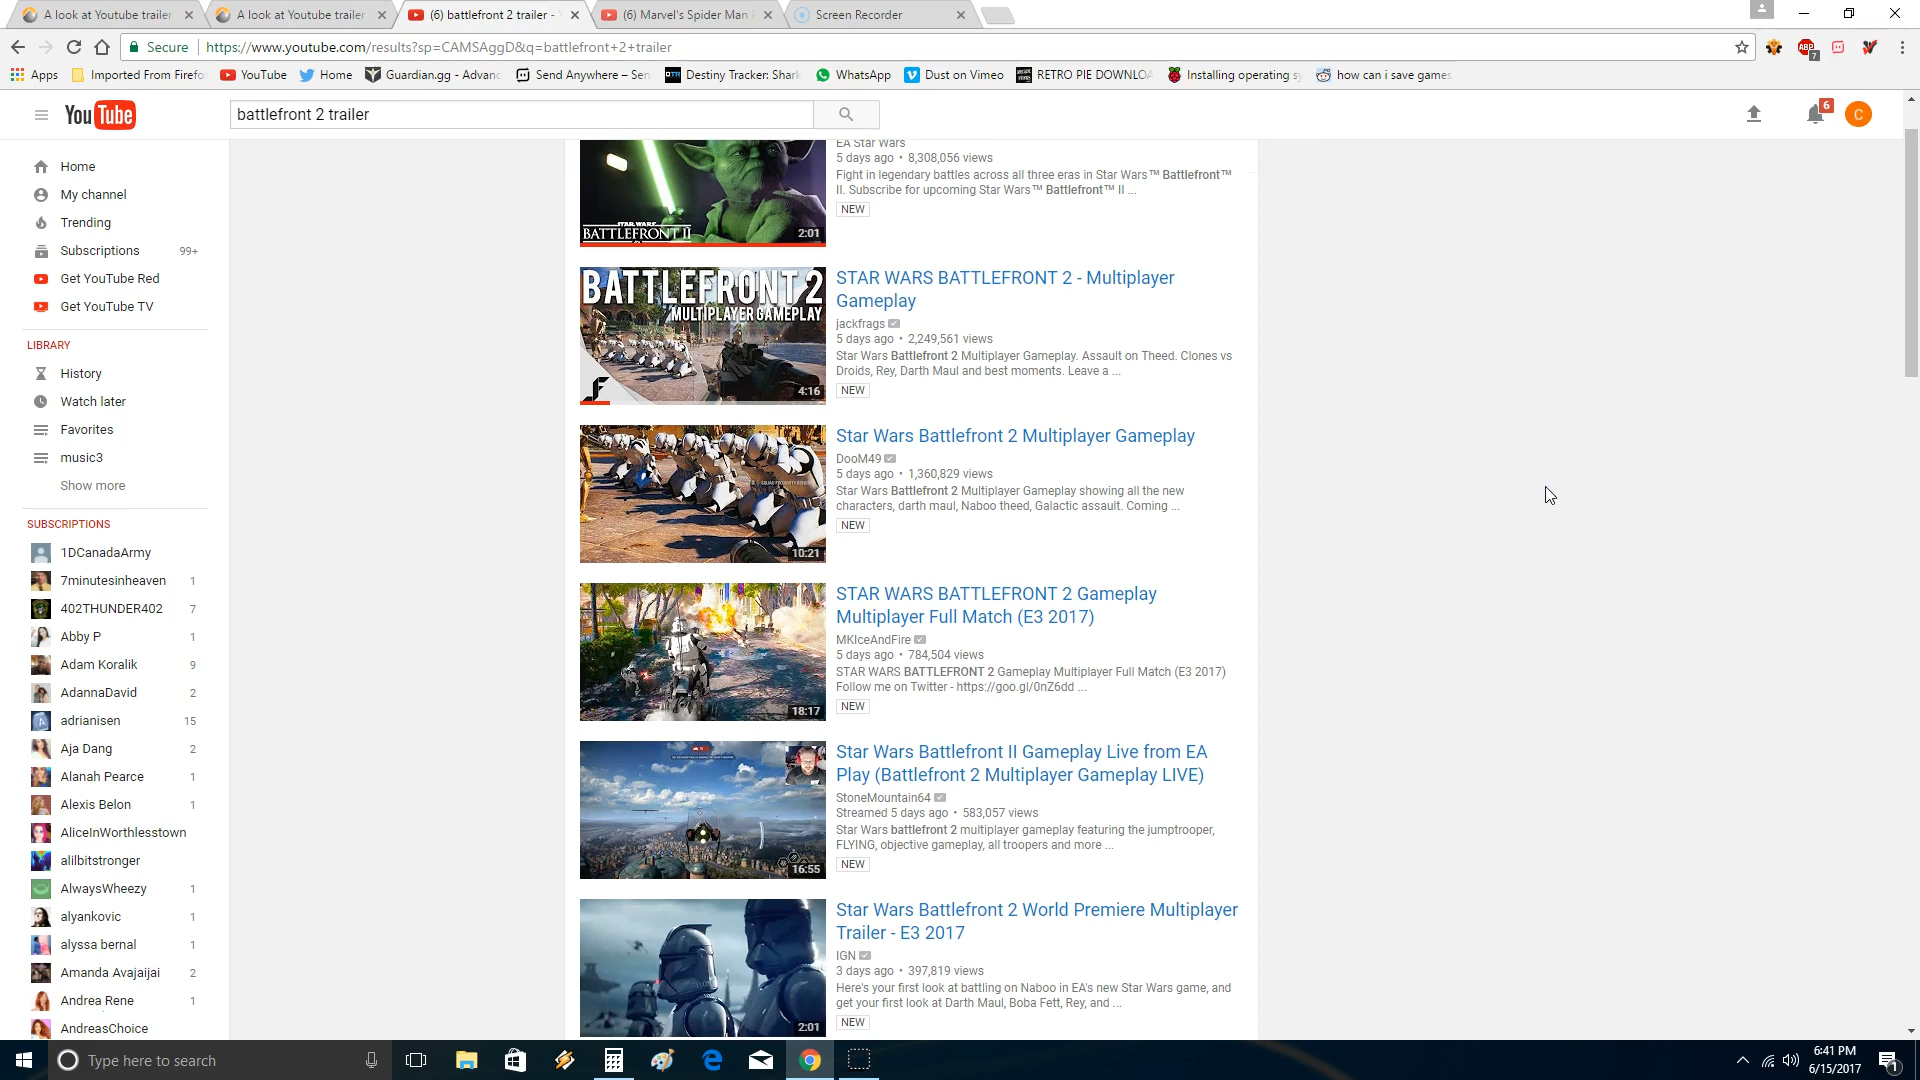 A look at Youtube trailer
A look at Youtube trailer
(6) battlefront 2 trailer -
(6) Marvel's Spider Man
Screen Recorder
Secure
https://www.youtube.com/results?sp=CAMSAggD&q=battlefront+2+trailer
ABP
7
Apps
Imported From Firefo
YouTube
Home
Guardian.gg - Advanc
Send Anywhere – Sen
DTR
Destiny Tracker: Shark
WhatsApp
Dust on Vimeo
RETRO PIE DOWNLOA
Installing operating sy
how can i save games
YouTube
battlefront 2 trailer
6
C
Home
My channel
Trending
Subscriptions 99+
Get YouTube Red
Get YouTube TV
LIBRARY
History
Watch later
Favorites
music3
Show more
SUBSCRIPTIONS
1DCanadaArmy
7minutesinheaven 1
402THUNDER402 7
Abby P 1
Adam Koralik 9
AdannaDavid 2
adrianisen 15
Aja Dang 2
Alanah Pearce 1
Alexis Belon 1
AliceInWorthlesstown
alilbitstronger
AlwaysWheezy 1
alyankovic 1
alyssa bernal 1
Amanda Avajaijai 2
Andrea Rene 1
AndreasChoice
STAR WARS
BATTLEFRONT II
2:01
EA Star Wars
5 days ago • 8,308,056 views
Fight in legendary battles across all three eras in Star Wars™ Battlefront™
II. Subscribe for upcoming Star Wars™ Battlefront™ II ...
NEW
BATTLEFRONT 2
MULTIPLAYER GAMEPLAY
4:16
STAR WARS BATTLEFRONT 2 - Multiplayer
Gameplay
jackfrags
5 days ago • 2,249,561 views
Star Wars Battlefront 2 Multiplayer Gameplay. Assault on Theed. Clones vs
Droids, Rey, Darth Maul and best moments. Leave a ...
NEW
10:21
Star Wars Battlefront 2 Multiplayer Gameplay
DooM49
5 days ago • 1,360,829 views
Star Wars Battlefront 2 Multiplayer Gameplay showing all the new
characters, darth maul, Naboo theed, Galactic assault. Coming ...
NEW
18:17
STAR WARS BATTLEFRONT 2 Gameplay
Multiplayer Full Match (E3 2017)
MKIceAndFire
5 days ago • 784,504 views
STAR WARS BATTLEFRONT 2 Gameplay Multiplayer Full Match (E3 2017)
Follow me on Twitter - https://goo.gl/0nZ6dd ...
NEW
16:55
Star Wars Battlefront II Gameplay Live from EA
Play (Battlefront 2 Multiplayer Gameplay LIVE)
StoneMountain64
Streamed 5 days ago • 583,057 views
Star Wars battlefront 2 multiplayer gameplay featuring the jumptrooper,
FLYING, objective gameplay, all troopers and more ...
NEW
2:01
Star Wars Battlefront 2 World Premiere Multiplayer
Trailer - E3 2017
IGN
3 days ago • 397,819 views
Here's your first look at battling on Naboo in EA's new Star Wars game, and
get your first look at Darth Maul, Boba Fett, Rey, and ...
NEW
Type here to search
6:41 PM
6/15/2017
1